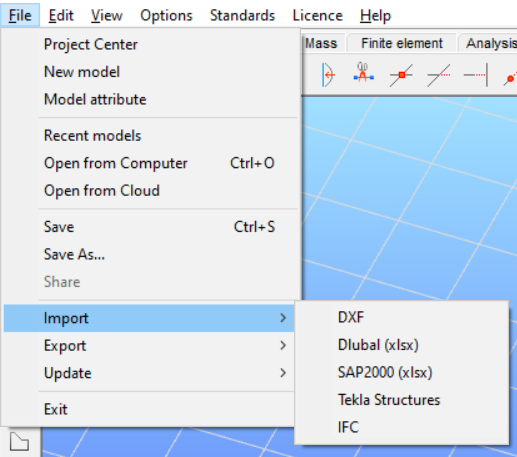 File Edit View Options Standards Licence Help
Mass Finite element Analysis
Project Center
New model
Model attribute
Recent models
Open from Computer Ctrl+O
Open from Cloud
Save Ctrl+S
Save As...
Share
Import >
DXF
Export >
Dlubal (xlsx)
Update >
SAP2000 (xlsx)
Tekla Structures
Exit
IFC